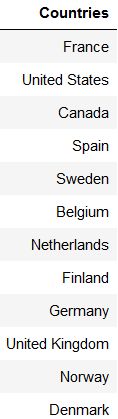 Countries
France
United States
Canada
Spain
Sweden
Belgium
Netherlands
Finland
Germany
United Kingdom
Norway
Denmark